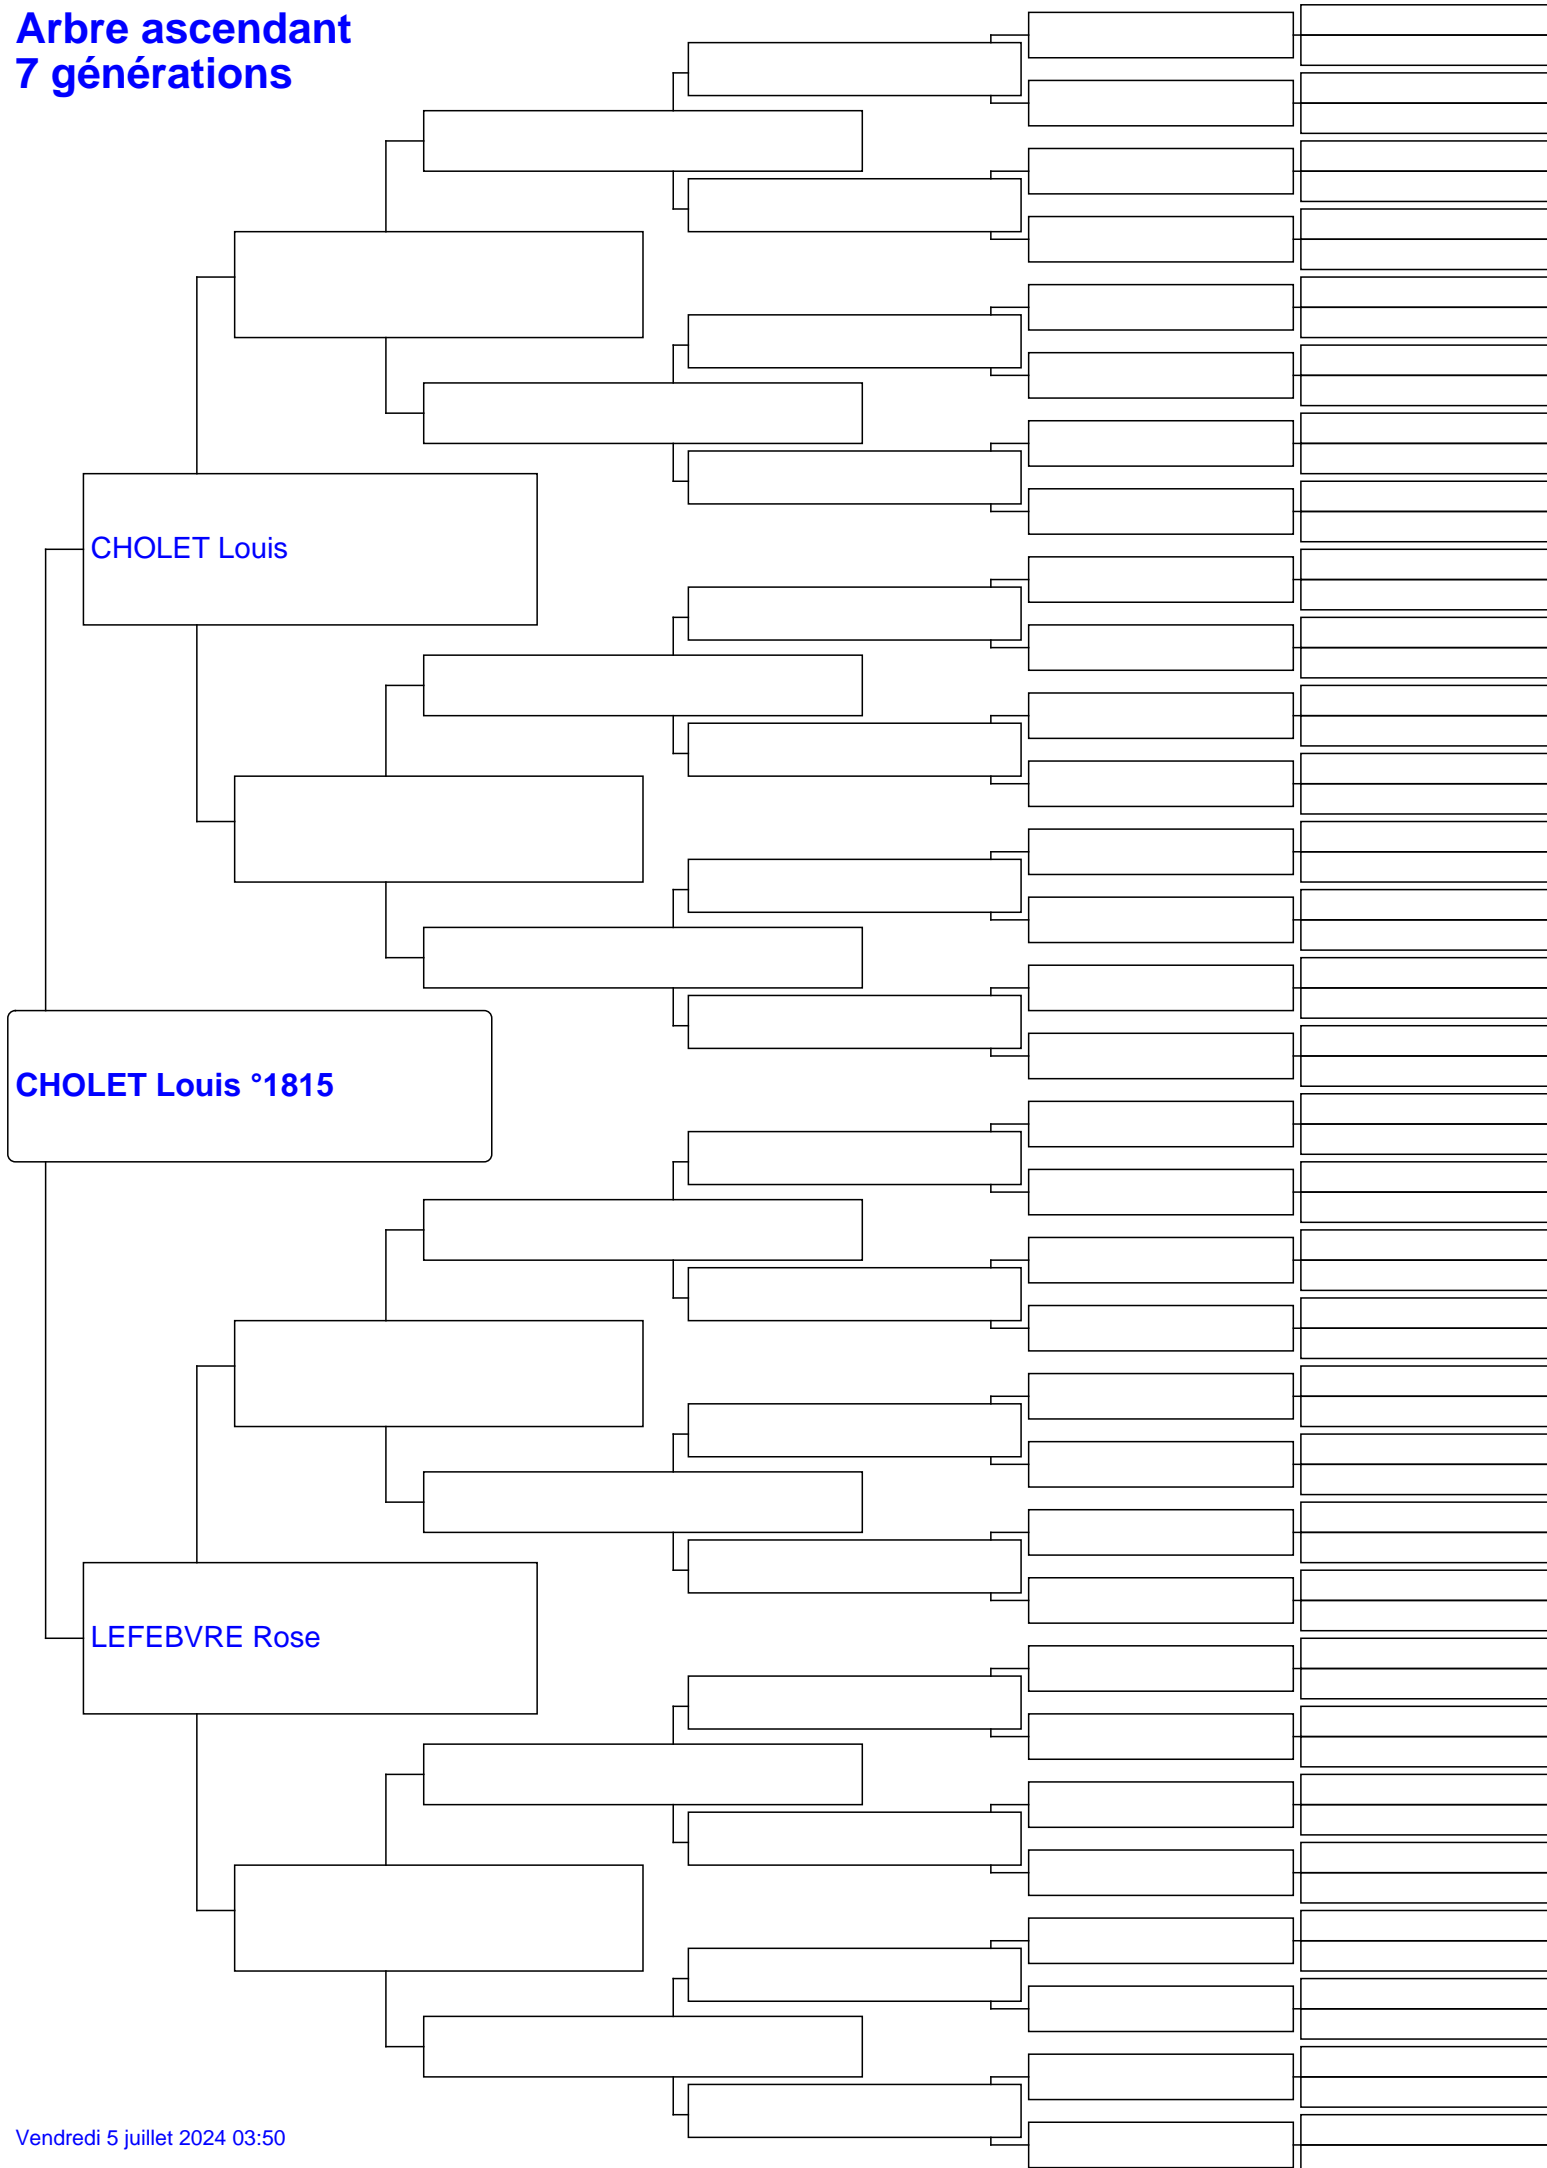 Arbre ascendant
7 générations
CHOLET Louis
CHOLET Louis °1815
LEFEBVRE Rose
Vendredi 5 juillet 2024 03:50